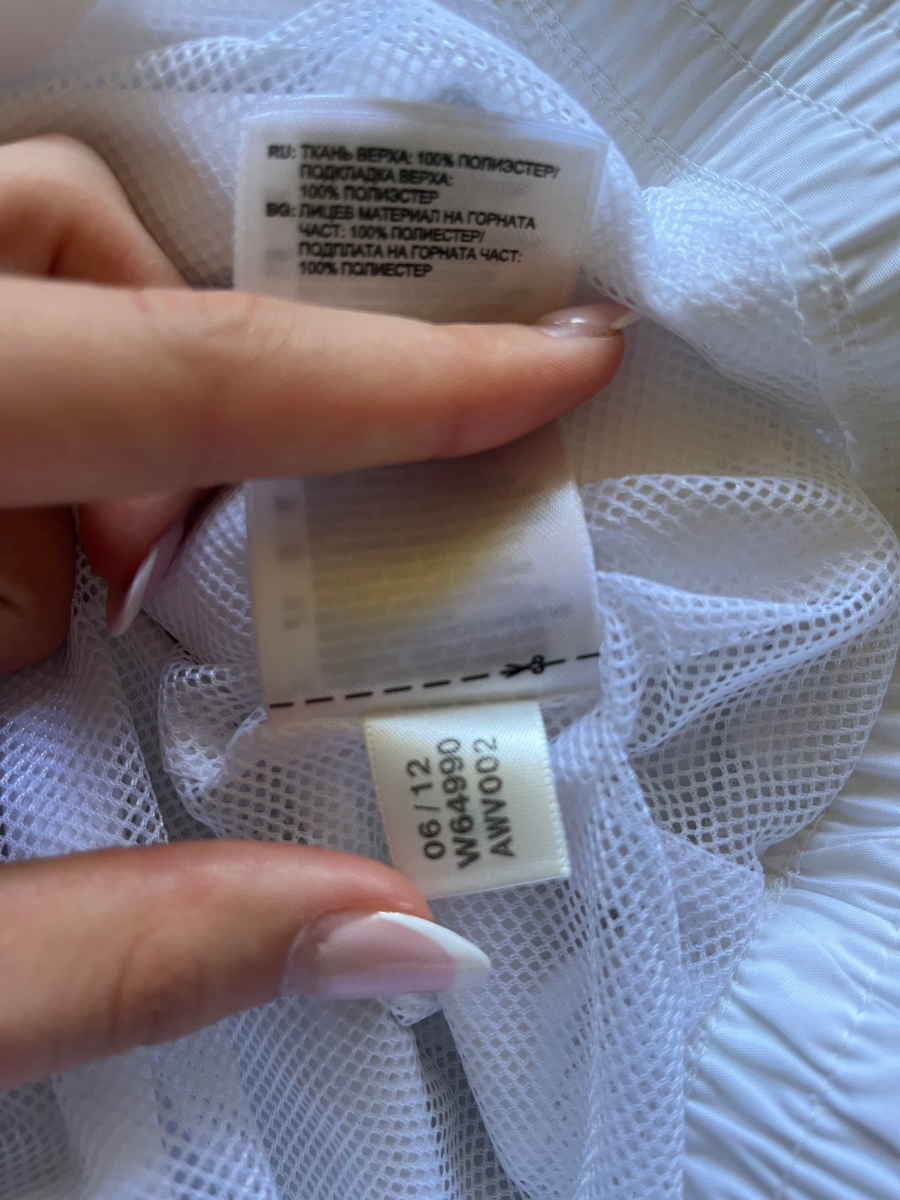 RU: ТКАНЬ ВЕРХА: 100% ПОЛИЭСТЕР/
ПОДКЛАДКА ВЕРХА:
100% ПОЛИЭСТЕР
BG: ЛИЦЕВ МАТЕРИАЛ НА ГОРНАТА
ЧАСТ: 100% ПОЛИЕСТЕР/
ПОДПЛАТА НА ГОРНАТА ЧАСТ:
100% ПОЛИЕСТЕР
06/12
W64990
AWV002